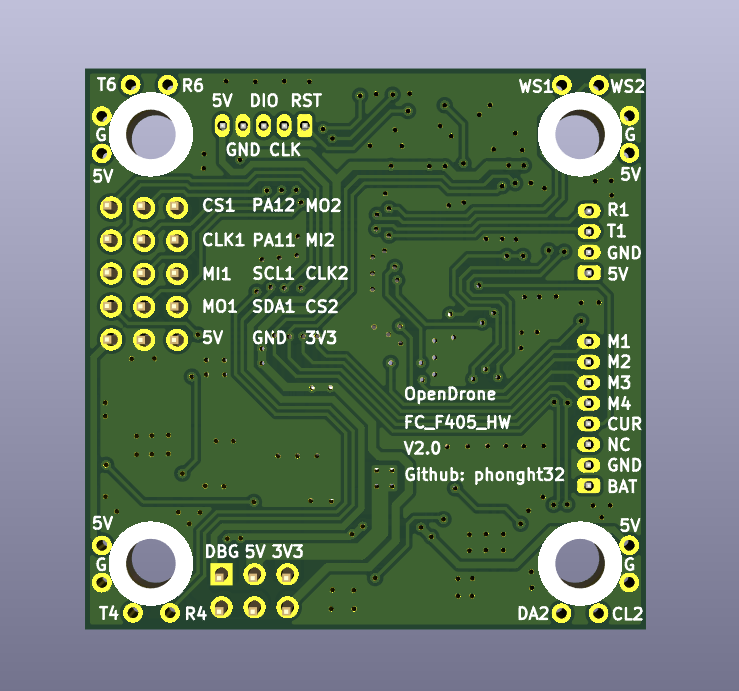 T6 R6 WS1 WS2
5V DIO RST
G G
GND CLK
5V 5V
CS1 PA12 MO2 R1
CLK1 PA11 MI2 T1
GND
MI1 SCL1 CLK2 5V
MO1 SDA1 CS2
5V GND 3V3 M1
M2
M3
OpenDrone M4
FC_F405_HW CUR
V2.0 NC
Github: phonght32 GND
BAT
5V 5V
DBG 5V 3V3
G G
T4 R4 DA2 CL2